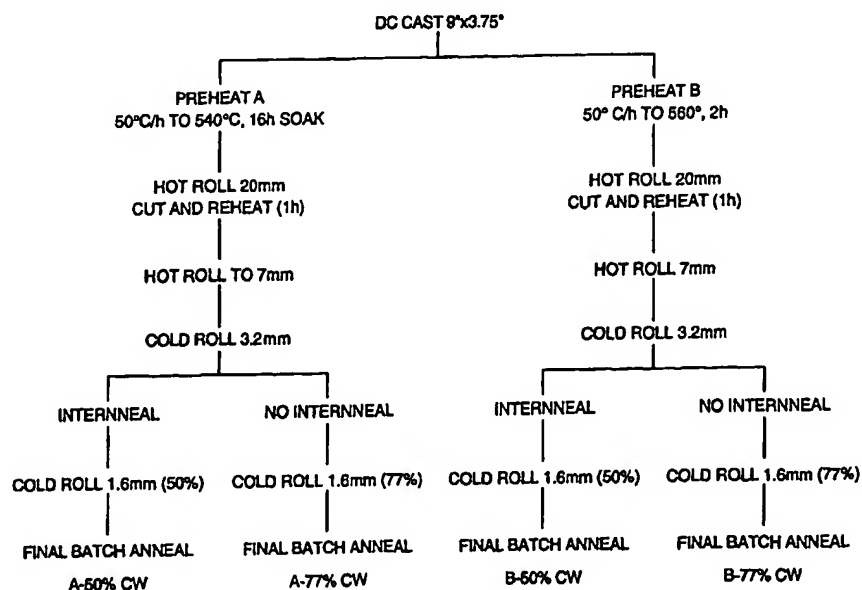 DC CAST 9"x3.75"
PREHEAT A
50°C/h TO 540°C, 16h SOAK
HOT ROLL 20mm
CUT AND REHEAT (1h)
HOT ROLL TO 7mm
COLD ROLL 3.2mm
INTERNNEAL
COLD ROLL 1.6mm (50%)
FINAL BATCH ANNEAL
A-50% CW
NO INTERNNEAL
COLD ROLL 1.6mm (77%)
FINAL BATCH ANNEAL
A-77% CW
PREHEAT B
50° C/h TO 560°, 2h
HOT ROLL 20mm
CUT AND REHEAT (1h)
HOT ROLL 7mm
COLD ROLL 3.2mm
INTERNNEAL
COLD ROLL 1.6mm (50%)
FINAL BATCH ANNEAL
B-50% CW
NO INTERNNEAL
COLD ROLL 1.6mm (77%)
FINAL BATCH ANNEAL
B-77% CW